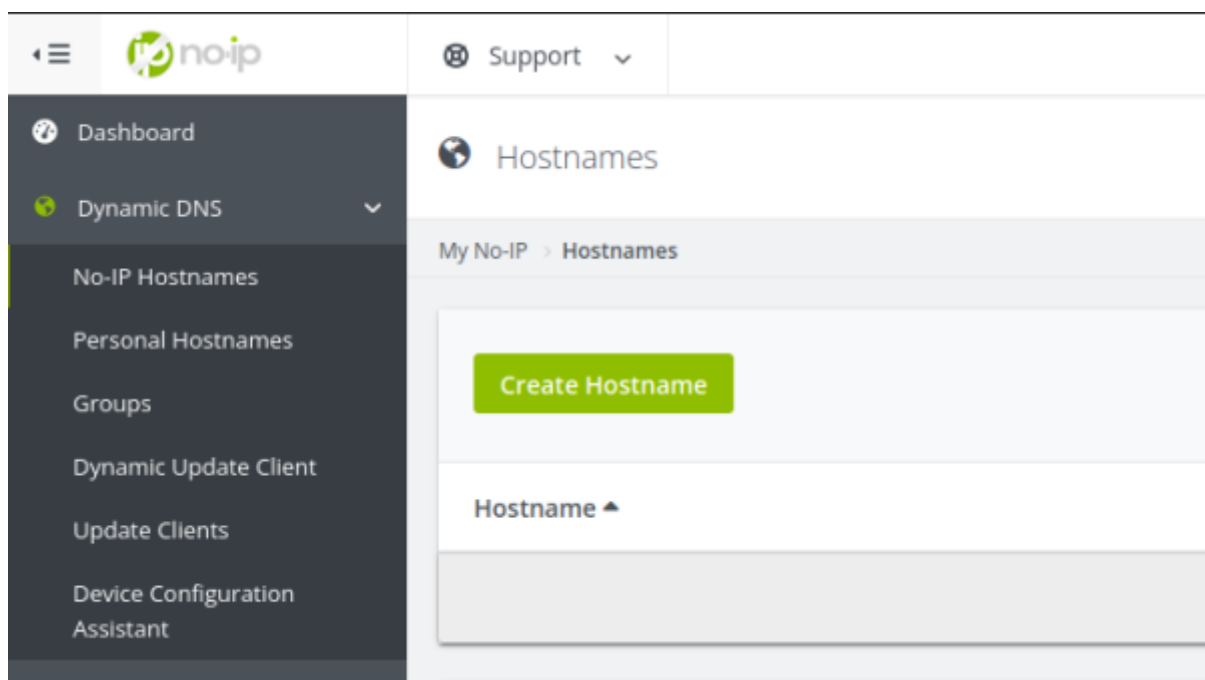 no-ip
Support
Dashboard
Hostnames
Dynamic DNS
My No-IP > Hostnames
No-IP Hostnames
Personal Hostnames
Create Hostname
Groups
Dynamic Update Client
Hostname
Update Clients
Device Configuration
Assistant